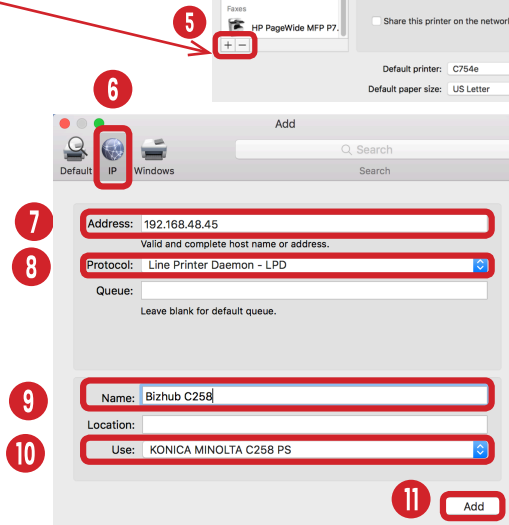 Faxes
5
HP PageWide MFP P7.
+ −
Share this printer on the network
Default printer: C754e
Default paper size: US Letter
6
Add
Search
Default IP Windows Search
7
Address: 192.168.48.45
Valid and complete host name or address.
8
Protocol: Line Printer Daemon - LPD
Queue:
Leave blank for default queue.
9
Name: Bizhub C258
Location:
10
Use: KONICA MINOLTA C258 PS
11
Add